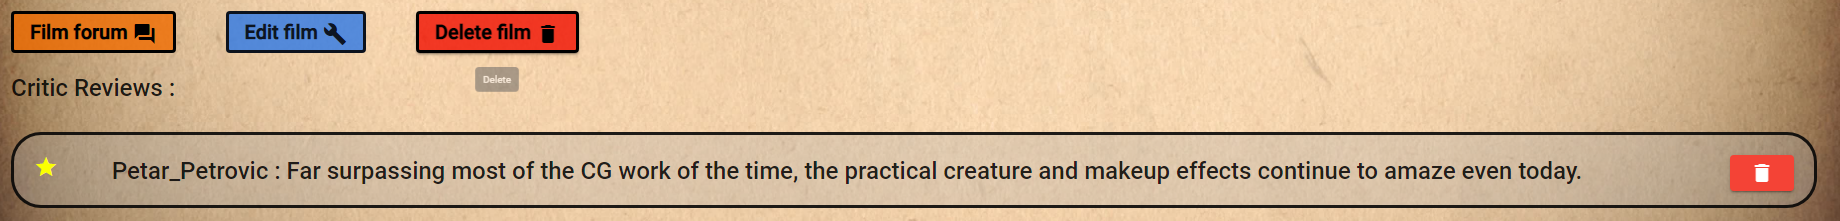 Film forum Edit film Delete film
Delete
Critic Reviews :
Petar_Petrovic : Far surpassing most of the CG work of the time, the practical creature and makeup effects continue to amaze even today.